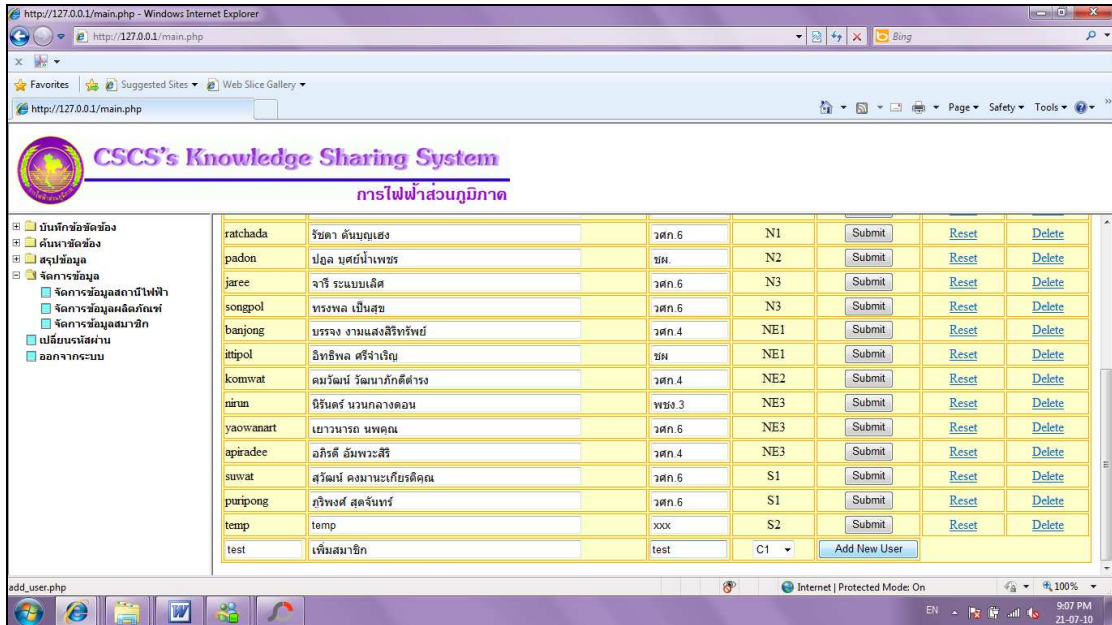 http://127.0.0.1/main.php - Windows Internet Explorer
http://127.0.0.1/main.php
Bing
Favorites Suggested Sites Web Slice Gallery
http://127.0.0.1/main.php
Page Safety Tools
CSCS's Knowledge Sharing System
การไฟฟ้าส่วนภูมิภาค
บันทึกข้อขัดข้อง
ค้นหาขัดข้อง
สรุปข้อมูล
จัดการข้อมูล
จัดการข้อมูลสถานีไฟฟ้า
จัดการข้อมูลผลิตภัณฑ์
จัดการข้อมูลสมาชิก
เปลี่ยนรหัสผ่าน
ออกจากระบบ
ratchada รัชดา ตันบุญเฮง วศก.6 N1 Submit Reset Delete
padon ปฎล บุศย์น้ำเพชร ชผ. N2 Submit Reset Delete
jaree จารี ระแบบเลิศ วศก.6 N3 Submit Reset Delete
songpol ทรงพล เป็นสุข วศก.6 N3 Submit Reset Delete
banjong บรรจง งามแสงสิริทรัพย์ วศก.4 NE1 Submit Reset Delete
ittipol อิทธิพล ศรีจำเริญ ชผ NE1 Submit Reset Delete
komwat คมวัฒน์ วัฒนาภักดีดำรง วศก.4 NE2 Submit Reset Delete
nirun นิรันดร์ นวนกลางดอน พชง.3 NE3 Submit Reset Delete
yaowanart เยาวนารถ นพคุณ วศก.6 NE3 Submit Reset Delete
apiradee อภิรดี อัมพวะสิริ วศก.4 NE3 Submit Reset Delete
suwat สุวัฒน์ คงมานะเกียรติคุณ วศก.6 S1 Submit Reset Delete
puripong ภูริพงศ์ สุดจันทร์ วศก.6 S1 Submit Reset Delete
temp temp xxx S2 Submit Reset Delete
test เพิ่มสมาชิก test C1 Add New User
add_user.php Internet | Protected Mode: On 100%
EN 9:07 PM
21-07-10